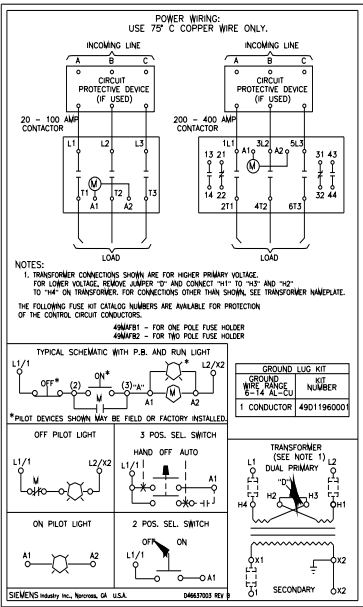 POWER WIRING:
USE 75° C COPPER WIRE ONLY.
INCOMING LINE
INCOMING LINE
A B C
A B C
CIRCUIT
PROTECTIVE DEVICE
(IF USED)
CIRCUIT
PROTECTIVE DEVICE
(IF USED)
20 - 100 AMP
CONTACTOR
200 - 400 AMP
CONTACTOR
L1 L2 L3
M
T1 T2 T3
A1 A2
1L1 3L2 5L3
13 21 A1 A2 31 43
M
14 22 32 44
2T1 4T2 6T3
LOAD
LOAD
NOTES:
1. TRANSFORMER CONNECTIONS SHOWN ARE FOR HIGHER PRIMARY VOLTAGE.
FOR LOWER VOLTAGE, REMOVE JUMPER "D" AND CONNECT "H1" TO "H3" AND "H2"
TO "H4" ON TRANSFORMER. FOR CONNECTIONS OTHER THAN SHOWN, SEE TRANSFORMER NAMEPLATE.
THE FOLLOWING FUSE KIT CATALOG NUMBERS ARE AVAILABLE FOR PROTECTION
OF THE CONTROL CIRCUIT CONDUCTORS.
49MAFB1 - FOR ONE POLE FUSE HOLDER
49MAFB2 - FOR TWO POLE FUSE HOLDER
TYPICAL SCHEMATIC WITH P.B. AND RUN LIGHT
L1/1 L2/X2
OFF* (2) ON* (3)"A" *
M A1 M A2
*PILOT DEVICES SHOWN MAY BE FIELD OR FACTORY INSTALLED.
GROUND LUG KIT
GROUND
WIRE RANGE
6-14 AL-CU
KIT
NUMBER
1 CONDUCTOR 49D11960001
OFF PILOT LIGHT
L1/1 L2/X2
M
3 POS. SEL. SWITCH
HAND OFF AUTO
L1/1 A1
ON PILOT LIGHT
A1 A2
2 POS. SEL. SWITCH
OFF ON
L1/1
A1
TRANSFORMER
(SEE NOTE 1)
L1 DUAL PRIMARY L2
"D"
H4 H2 H3 H1
X1 X2
1 SECONDARY X2
SIEMENS Industry Inc., Norcross, GA U.S.A. D46637003 REV B